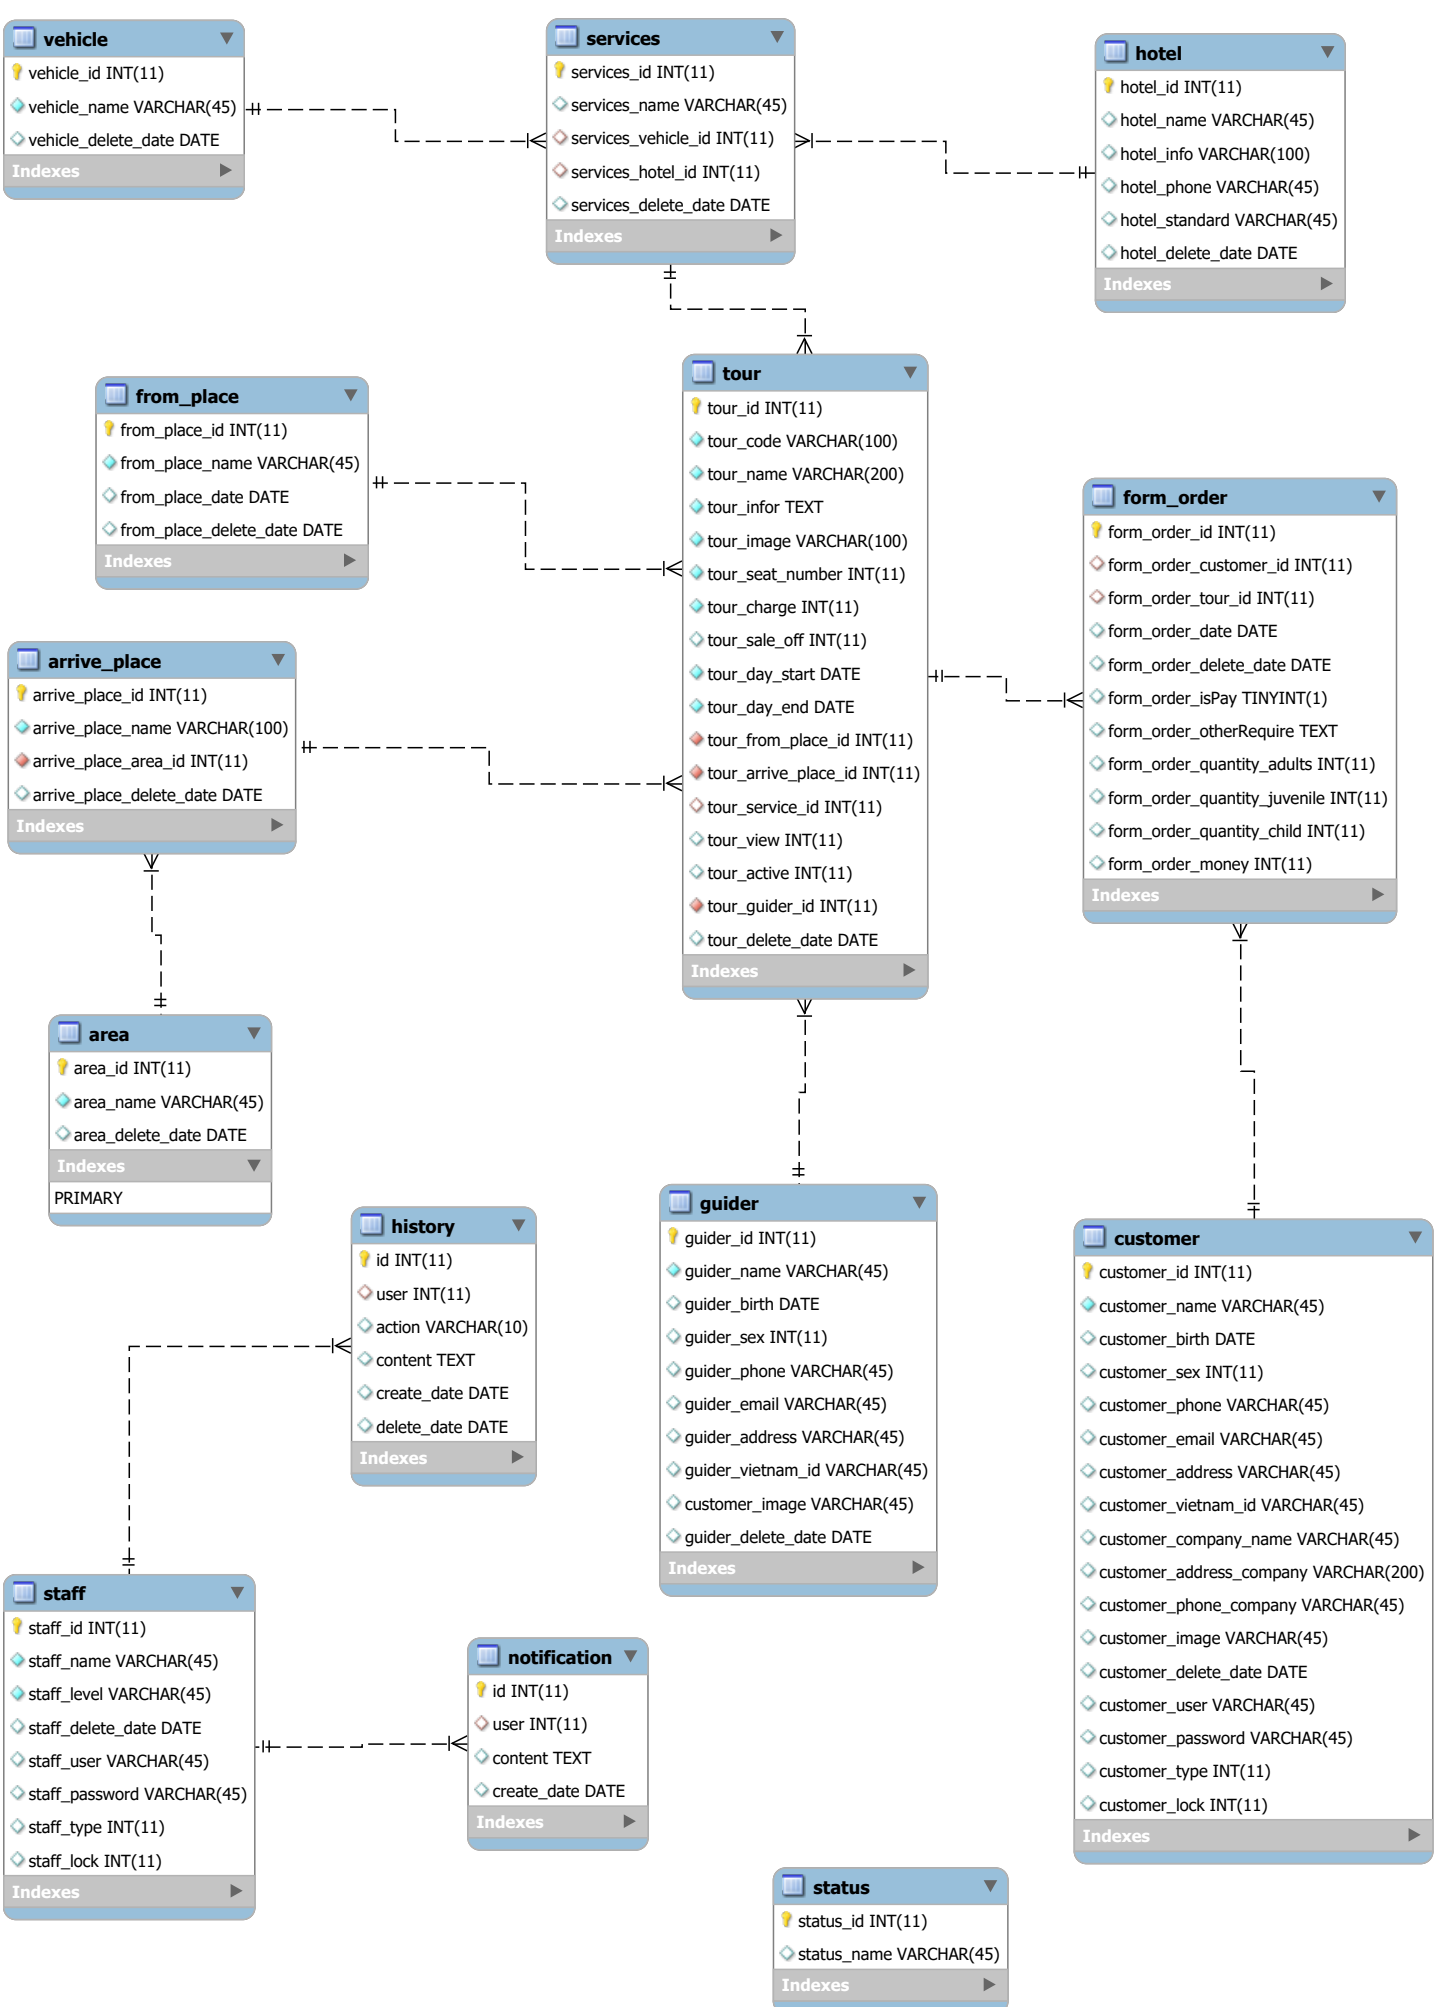 vehicle
vehicle_id INT(11)
vehicle_name VARCHAR(45)
vehicle_delete_date DATE
Indexes
services
services_id INT(11)
services_name VARCHAR(45)
services_vehicle_id INT(11)
services_hotel_id INT(11)
services_delete_date DATE
Indexes
hotel
hotel_id INT(11)
hotel_name VARCHAR(45)
hotel_info VARCHAR(100)
hotel_phone VARCHAR(45)
hotel_standard VARCHAR(45)
hotel_delete_date DATE
Indexes
from_place
from_place_id INT(11)
from_place_name VARCHAR(45)
from_place_date DATE
from_place_delete_date DATE
Indexes
tour
tour_id INT(11)
tour_code VARCHAR(100)
tour_name VARCHAR(200)
tour_infor TEXT
tour_image VARCHAR(100)
tour_seat_number INT(11)
tour_charge INT(11)
tour_sale_off INT(11)
tour_day_start DATE
tour_day_end DATE
tour_from_place_id INT(11)
tour_arrive_place_id INT(11)
tour_service_id INT(11)
tour_view INT(11)
tour_active INT(11)
tour_guider_id INT(11)
tour_delete_date DATE
Indexes
form_order
form_order_id INT(11)
form_order_customer_id INT(11)
form_order_tour_id INT(11)
form_order_date DATE
form_order_delete_date DATE
form_order_isPay TINYINT(1)
form_order_otherRequire TEXT
form_order_quantity_adults INT(11)
form_order_quantity_juvenile INT(11)
form_order_quantity_child INT(11)
form_order_money INT(11)
Indexes
arrive_place
arrive_place_id INT(11)
arrive_place_name VARCHAR(100)
arrive_place_area_id INT(11)
arrive_place_delete_date DATE
Indexes
area
area_id INT(11)
area_name VARCHAR(45)
area_delete_date DATE
Indexes
PRIMARY
history
id INT(11)
user INT(11)
action VARCHAR(10)
content TEXT
create_date DATE
delete_date DATE
Indexes
guider
guider_id INT(11)
guider_name VARCHAR(45)
guider_birth DATE
guider_sex INT(11)
guider_phone VARCHAR(45)
guider_email VARCHAR(45)
guider_address VARCHAR(45)
guider_vietnam_id VARCHAR(45)
customer_image VARCHAR(45)
guider_delete_date DATE
Indexes
customer
customer_id INT(11)
customer_name VARCHAR(45)
customer_birth DATE
customer_sex INT(11)
customer_phone VARCHAR(45)
customer_email VARCHAR(45)
customer_address VARCHAR(45)
customer_vietnam_id VARCHAR(45)
customer_company_name VARCHAR(45)
customer_address_company VARCHAR(200)
customer_phone_company VARCHAR(45)
customer_image VARCHAR(45)
customer_delete_date DATE
customer_user VARCHAR(45)
customer_password VARCHAR(45)
customer_type INT(11)
customer_lock INT(11)
Indexes
staff
staff_id INT(11)
staff_name VARCHAR(45)
staff_level VARCHAR(45)
staff_delete_date DATE
staff_user VARCHAR(45)
staff_password VARCHAR(45)
staff_type INT(11)
staff_lock INT(11)
Indexes
notification
id INT(11)
user INT(11)
content TEXT
create_date DATE
Indexes
status
status_id INT(11)
status_name VARCHAR(45)
Indexes